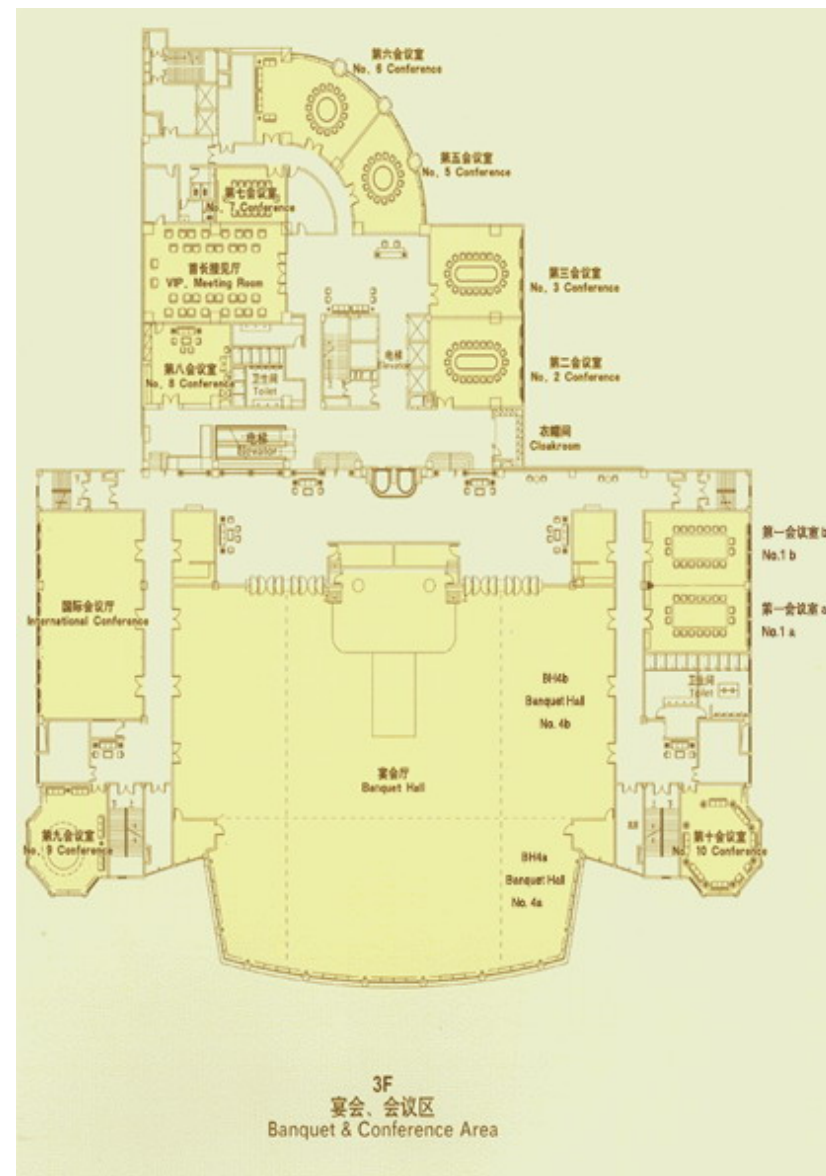 第六会议室
No. 6 Conference
第五会议室
No. 5 Conference
第七会议室
No. 7 Conference
首长接见厅
VIP. Meeting Room
第三会议室
No. 3 Conference
第八会议室
No. 8 Conference
卫生间
Toilet
电梯
Elevator
第二会议室
No. 2 Conference
电梯
Elevator
衣帽间
Cloakroom
第一会议室 b
No.1 b
国际会议厅
International Conference
第一会议室 a
No.1 a
卫生间
Toilet
BH4b
Banquet Hall
No. 4b
宴会厅
Banquet Hall
第九会议室
No. 9 Conference
第十会议室
No. 10 Conference
BH4a
Banquet Hall
No. 4a
3F
宴会、会议区
Banquet & Conference Area